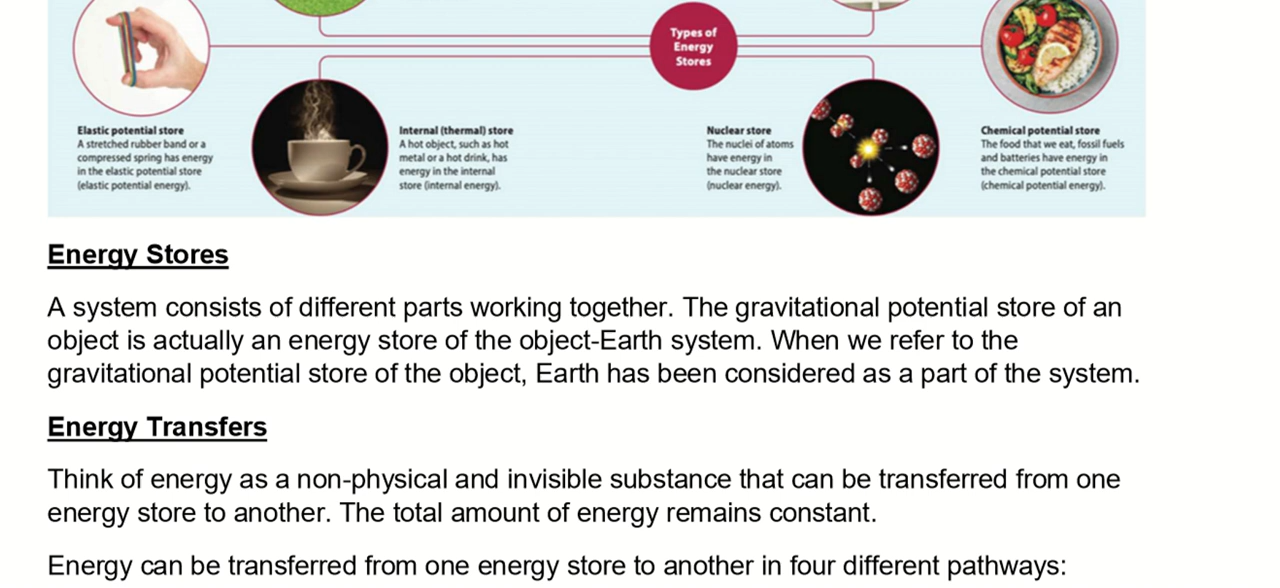 Types of
Energy
Stores
Elastic potential store
A stretched rubber band or a
compressed spring has energy
in the elastic potential store
(elastic potential energy).
Internal (thermal) store
A hot object, such as hot
metal or a hot drink, has
energy in the internal
store (internal energy).
Nuclear store
The nuclei of atoms
have energy in
the nuclear store
(nuclear energy).
Chemical potential store
The food that we eat, fossil fuels
and batteries have energy in
the chemical potential store
(chemical potential energy).
Energy Stores
A system consists of different parts working together. The gravitational potential store of an
object is actually an energy store of the object-Earth system. When we refer to the
gravitational potential store of the object, Earth has been considered as a part of the system.
Energy Transfers
Think of energy as a non-physical and invisible substance that can be transferred from one
energy store to another. The total amount of energy remains constant.
Energy can be transferred from one energy store to another in four different pathways: